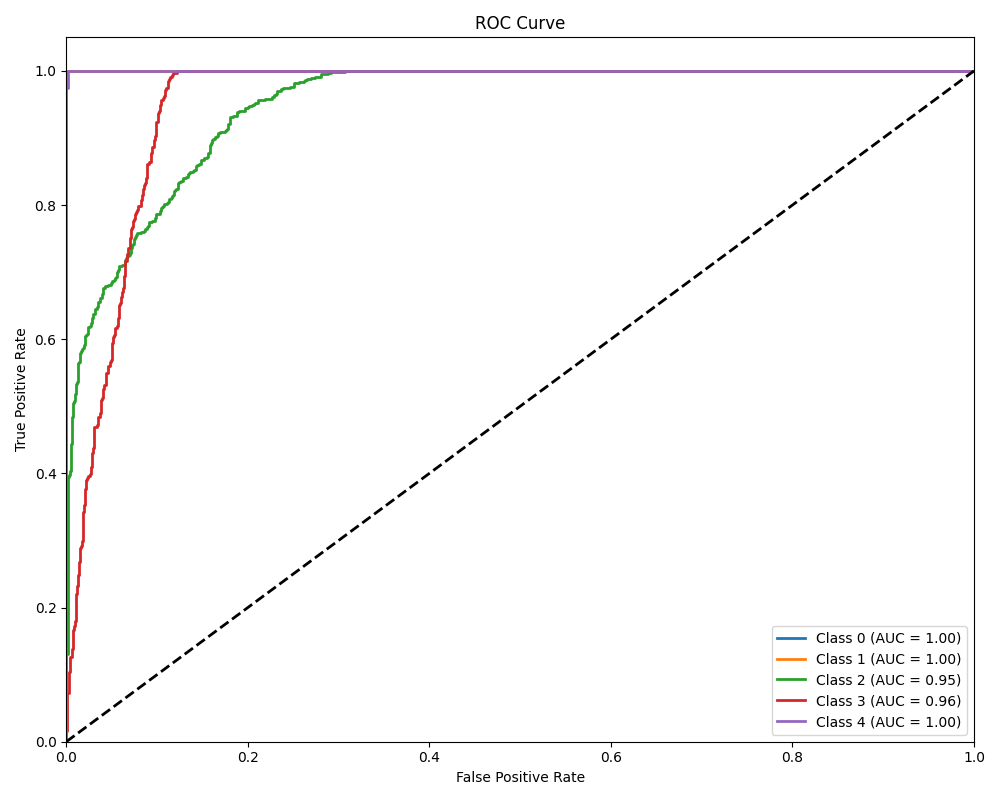 ROC Curve
True Positive Rate
1.0
0.8
0.6
0.4
0.2
0.0
Class 0 (AUC = 1.00)
Class 1 (AUC = 1.00)
Class 2 (AUC = 0.95)
Class 3 (AUC = 0.96)
Class 4 (AUC = 1.00)
0.0 0.2 0.4 0.6 0.8 1.0
False Positive Rate